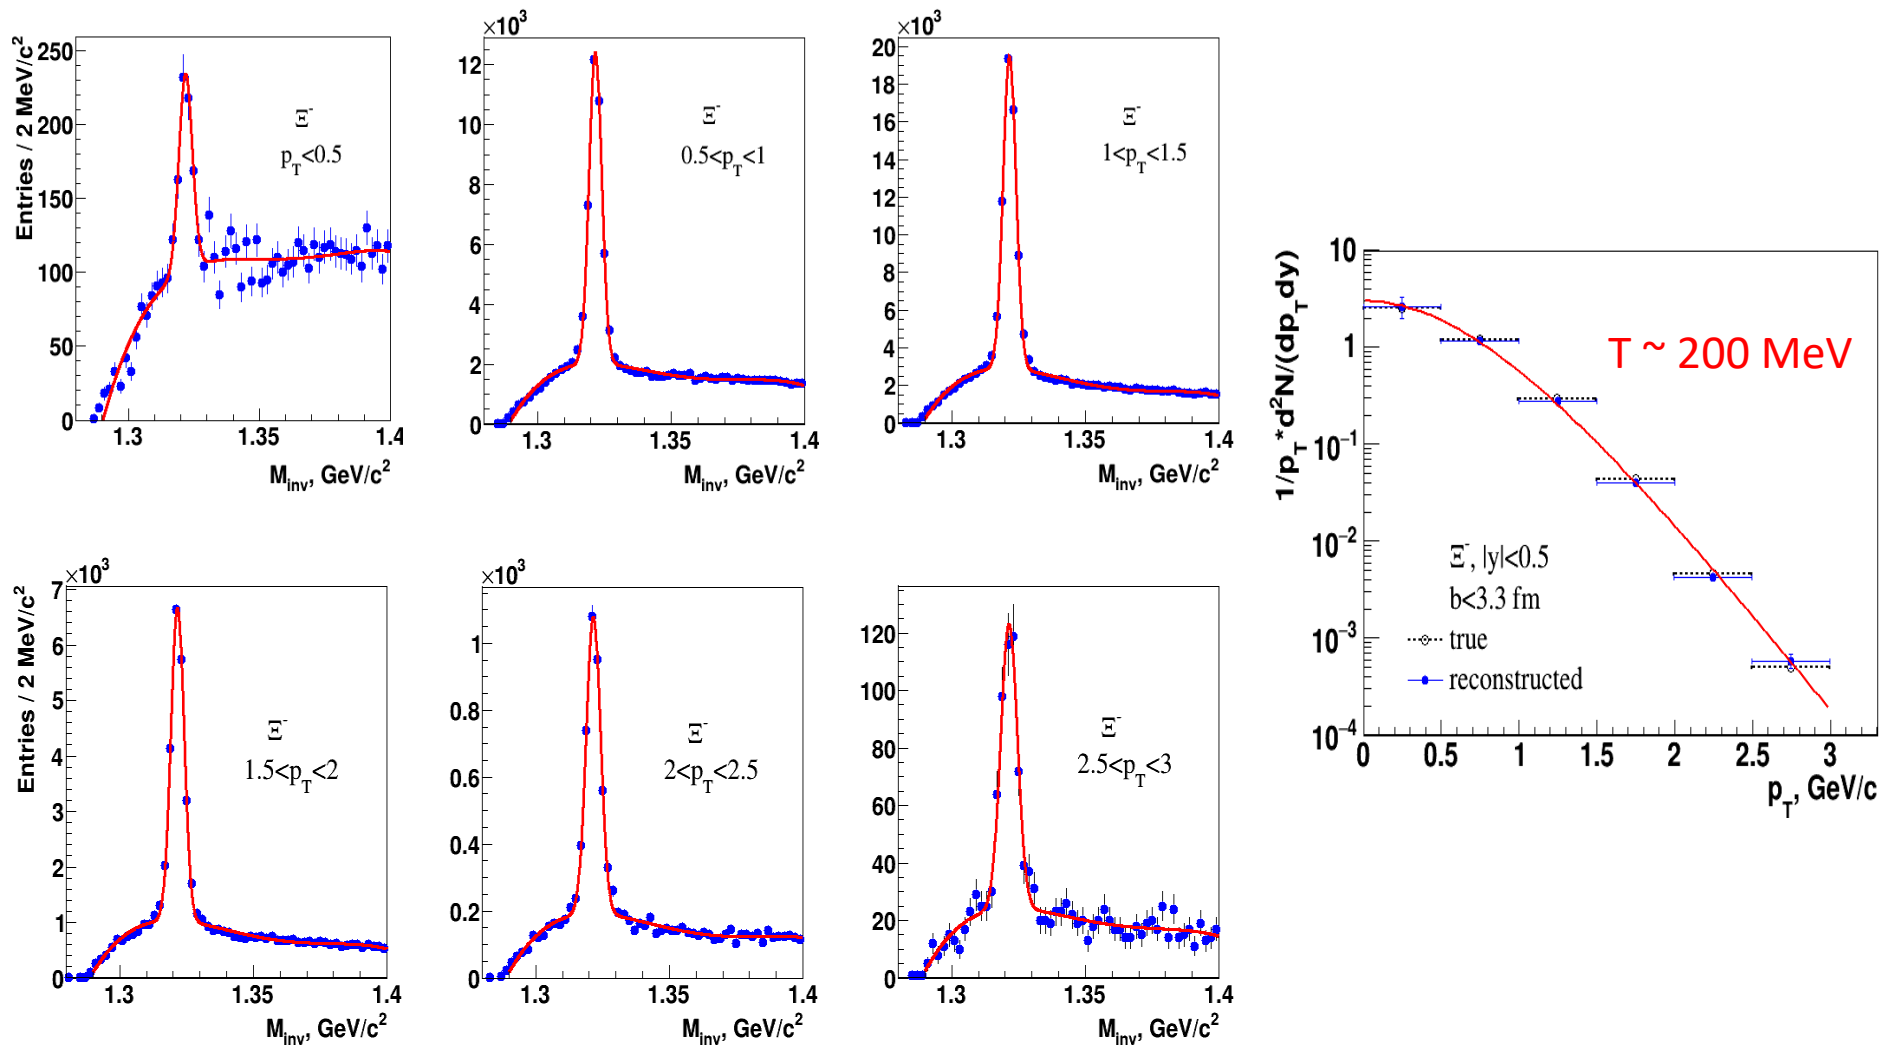 Entries / 2 MeV/c²
250
200
150
100
50
0
Ξ⁻
p_T<0.5
1.3 1.35 1.4
M_inv, GeV/c²
×10³
12
10
8
6
4
2
0
Ξ⁻
0.5<p_T<1
1.3 1.35 1.4
M_inv, GeV/c²
×10³
20
18
16
14
12
10
8
6
4
2
0
Ξ⁻
1<p_T<1.5
1.3 1.35 1.4
M_inv, GeV/c²
Entries / 2 MeV/c²
×10³
7
6
5
4
3
2
1
0
Ξ⁻
1.5<p_T<2
1.3 1.35 1.4
M_inv, GeV/c²
×10³
1
0.8
0.6
0.4
0.2
0
Ξ⁻
2<p_T<2.5
1.3 1.35 1.4
M_inv, GeV/c²
120
100
80
60
40
20
0
Ξ⁻
2.5<p_T<3
1.3 1.35 1.4
M_inv, GeV/c²
1/p_T*d²N/(dp_T dy)
10
1
10⁻¹
10⁻²
10⁻³
10⁻⁴
T ~ 200 MeV
Ξ⁻, |y|<0.5
b<3.3 fm
true
reconstructed
0 0.5 1 1.5 2 2.5 3
p_T, GeV/c